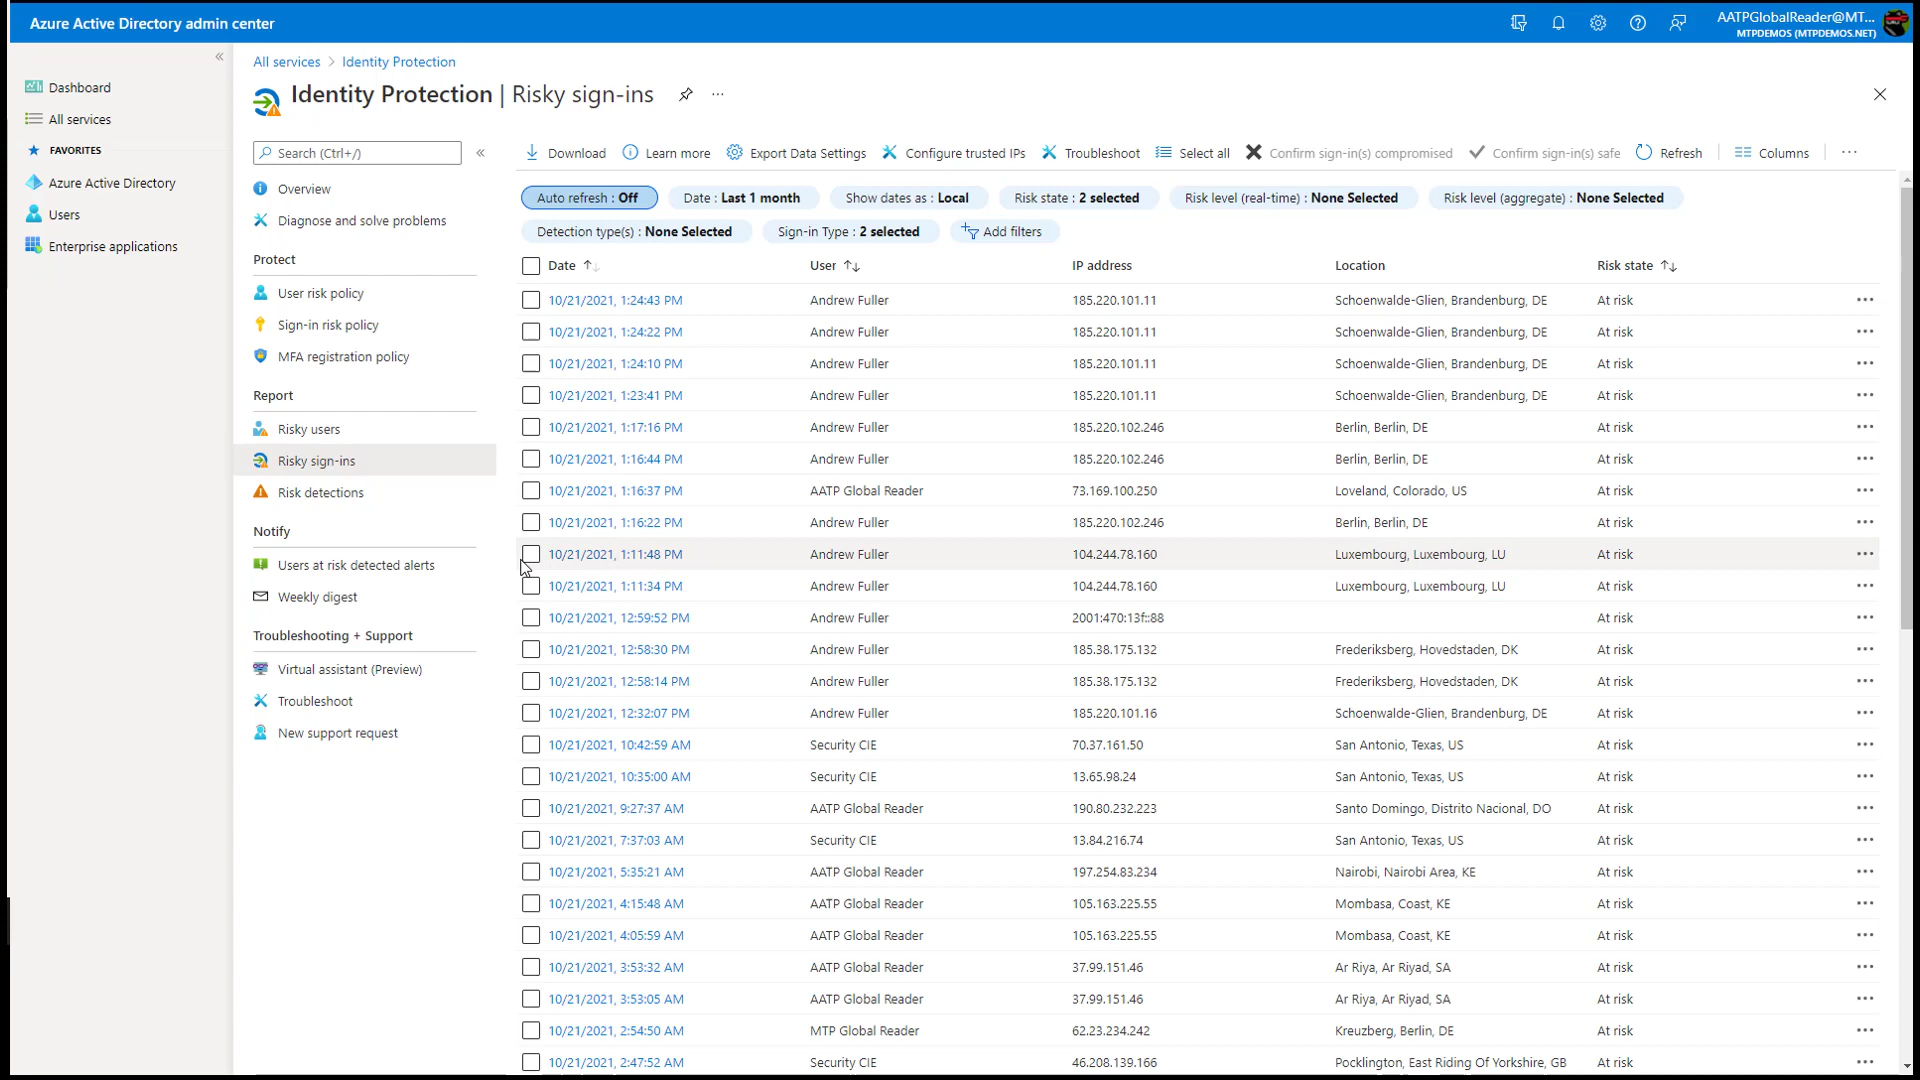 Azure Active Directory admin center
AATPGlobalReader@MT...
MTPDEMOS (MTPDEMOS.NET)
Dashboard
All services
FAVORITES
Azure Active Directory
Users
Enterprise applications
All services > Identity Protection
Identity Protection | Risky sign-ins
Search (Ctrl+/)
Overview
Diagnose and solve problems
Protect
User risk policy
Sign-in risk policy
MFA registration policy
Report
Risky users
Risky sign-ins
Risk detections
Notify
Users at risk detected alerts
Weekly digest
Troubleshooting + Support
Virtual assistant (Preview)
Troubleshoot
New support request
Download Learn more Export Data Settings Configure trusted IPs Troubleshoot Select all Confirm sign-in(s) compromised Confirm sign-in(s) safe Refresh Columns
Auto refresh : Off Date : Last 1 month Show dates as : Local Risk state : 2 selected Risk level (real-time) : None Selected Risk level (aggregate) : None Selected
Detection type(s) : None Selected Sign-in Type : 2 selected Add filters
Date User IP address Location Risk state
10/21/2021, 1:24:43 PM Andrew Fuller 185.220.101.11 Schoenwalde-Glien, Brandenburg, DE At risk
10/21/2021, 1:24:22 PM Andrew Fuller 185.220.101.11 Schoenwalde-Glien, Brandenburg, DE At risk
10/21/2021, 1:24:10 PM Andrew Fuller 185.220.101.11 Schoenwalde-Glien, Brandenburg, DE At risk
10/21/2021, 1:23:41 PM Andrew Fuller 185.220.101.11 Schoenwalde-Glien, Brandenburg, DE At risk
10/21/2021, 1:17:16 PM Andrew Fuller 185.220.102.246 Berlin, Berlin, DE At risk
10/21/2021, 1:16:44 PM Andrew Fuller 185.220.102.246 Berlin, Berlin, DE At risk
10/21/2021, 1:16:37 PM AATP Global Reader 73.169.100.250 Loveland, Colorado, US At risk
10/21/2021, 1:16:22 PM Andrew Fuller 185.220.102.246 Berlin, Berlin, DE At risk
10/21/2021, 1:11:48 PM Andrew Fuller 104.244.78.160 Luxembourg, Luxembourg, LU At risk
10/21/2021, 1:11:34 PM Andrew Fuller 104.244.78.160 Luxembourg, Luxembourg, LU At risk
10/21/2021, 12:59:52 PM Andrew Fuller 2001:470:13f::88 At risk
10/21/2021, 12:58:30 PM Andrew Fuller 185.38.175.132 Frederiksberg, Hovedstaden, DK At risk
10/21/2021, 12:58:14 PM Andrew Fuller 185.38.175.132 Frederiksberg, Hovedstaden, DK At risk
10/21/2021, 12:32:07 PM Andrew Fuller 185.220.101.16 Schoenwalde-Glien, Brandenburg, DE At risk
10/21/2021, 10:42:59 AM Security CIE 70.37.161.50 San Antonio, Texas, US At risk
10/21/2021, 10:35:00 AM Security CIE 13.65.98.24 San Antonio, Texas, US At risk
10/21/2021, 9:27:37 AM AATP Global Reader 190.80.232.223 Santo Domingo, Distrito Nacional, DO At risk
10/21/2021, 7:37:03 AM Security CIE 13.84.216.74 San Antonio, Texas, US At risk
10/21/2021, 5:35:21 AM AATP Global Reader 197.254.83.234 Nairobi, Nairobi Area, KE At risk
10/21/2021, 4:15:48 AM AATP Global Reader 105.163.225.55 Mombasa, Coast, KE At risk
10/21/2021, 4:05:59 AM AATP Global Reader 105.163.225.55 Mombasa, Coast, KE At risk
10/21/2021, 3:53:32 AM AATP Global Reader 37.99.151.46 Ar Riya, Ar Riyad, SA At risk
10/21/2021, 3:53:05 AM AATP Global Reader 37.99.151.46 Ar Riya, Ar Riyad, SA At risk
10/21/2021, 2:54:50 AM MTP Global Reader 62.23.234.242 Kreuzberg, Berlin, DE At risk
10/21/2021, 2:47:52 AM Security CIE 46.208.139.166 Pocklington, East Riding Of Yorkshire, GB At risk